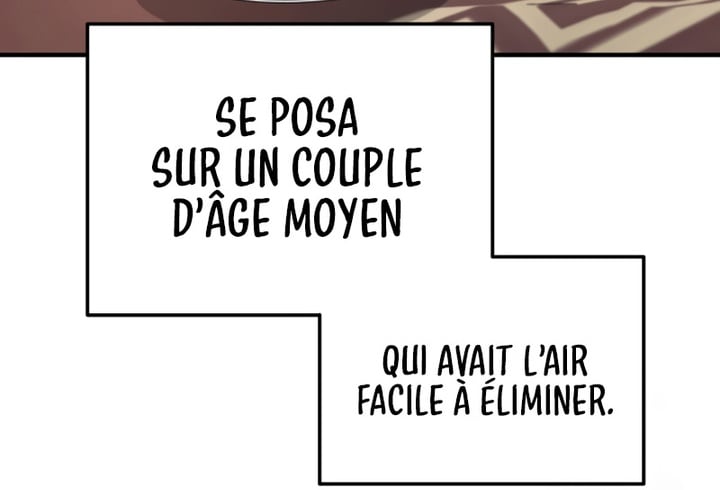 SE POSA
SUR UN COUPLE
D'ÂGE MOYEN
QUI AVAIT L'AIR
FACILE À ÉLIMINER.